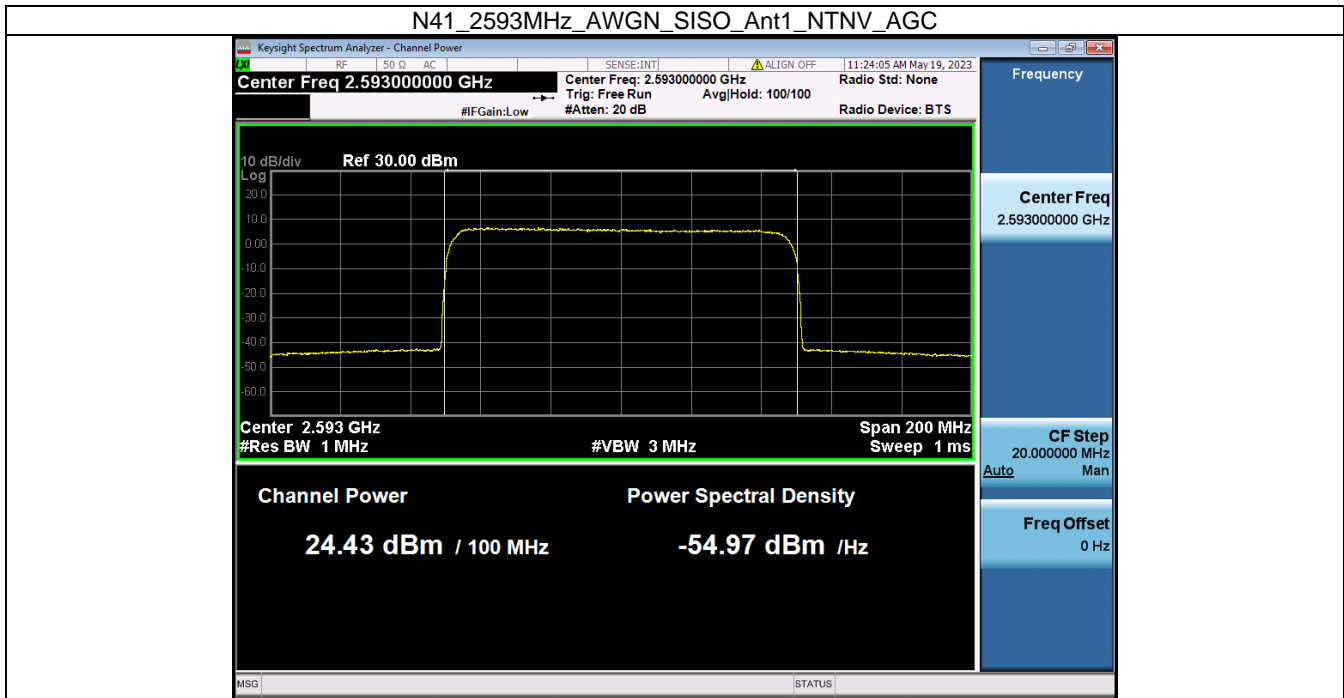 N41_2593MHz_AWGN_SISO_Ant1_NTNV_AGC
Keysight Spectrum Analyzer - Channel Power
LXI RF 50 Ω AC SENSE:INT ALIGN OFF 11:24:05 AM May 19, 2023
Center Freq 2.593000000 GHz
Center Freq: 2.593000000 GHz Radio Std: None
Trig: Free Run Avg|Hold: 100/100
#IFGain:Low #Atten: 20 dB Radio Device: BTS
Frequency
10 dB/div Ref 30.00 dBm
Log
20.0
10.0
0.00
-10.0
-20.0
-30.0
-40.0
-50.0
-60.0
Center 2.593 GHz Span 200 MHz
#Res BW 1 MHz #VBW 3 MHz Sweep 1 ms
Channel Power Power Spectral Density
24.43 dBm / 100 MHz -54.97 dBm /Hz
Center Freq
2.593000000 GHz
CF Step
20.000000 MHz
Auto Man
Freq Offset
0 Hz
MSG STATUS